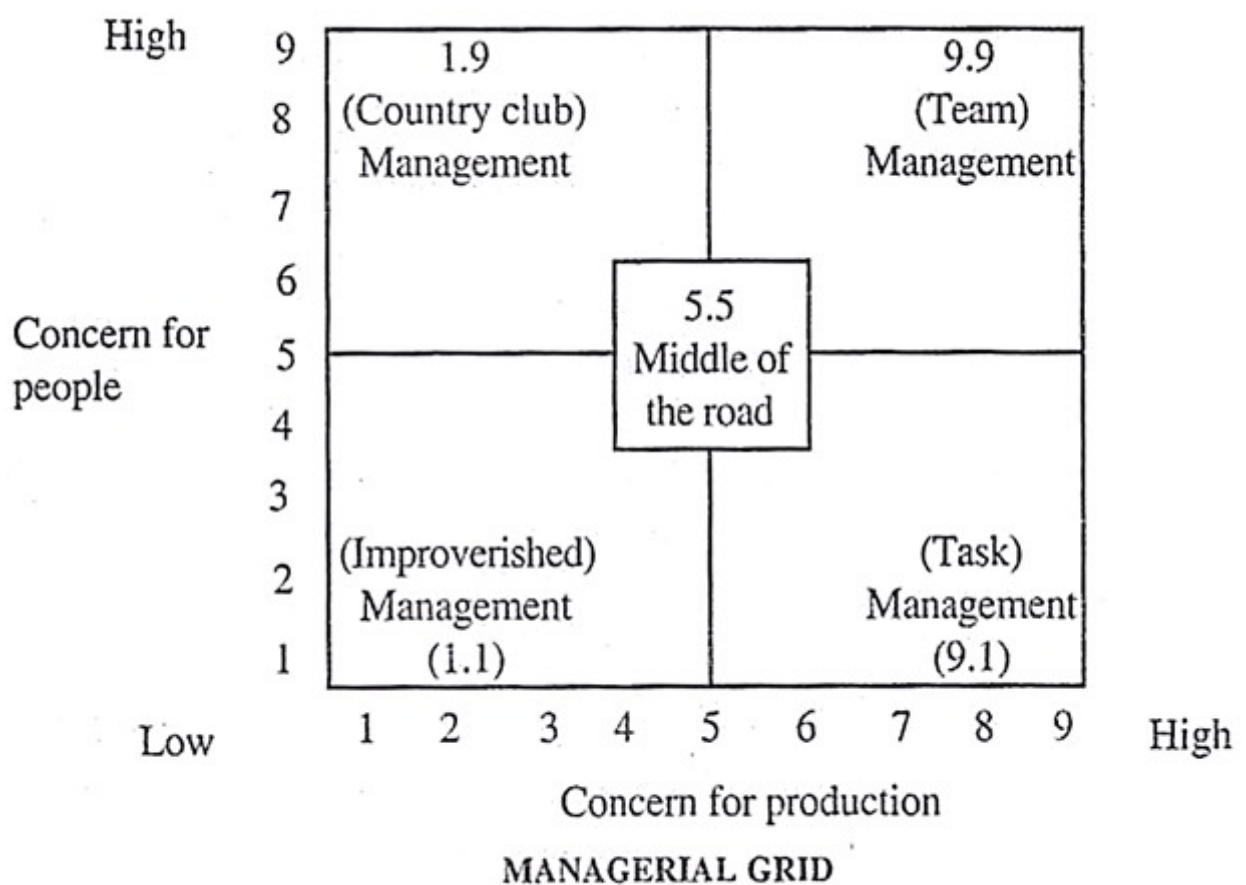 High
9
1.9
9.9
8
(Country club)
(Team)
Management
Management
7
6
5.5
Concern for
people
5
Middle of
the road
4
3
(Improverished)
(Task)
2
Management
Management
1
(1.1)
(9.1)
Low
1 2 3 4 5 6 7 8 9
High
Concern for production
MANAGERIAL GRID